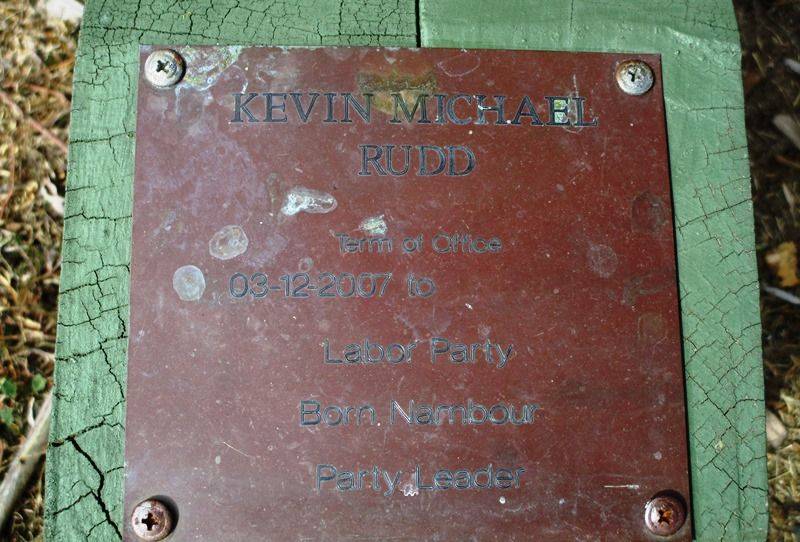 KEVIN MICHAEL
RUDD
Term of Office
03-12-2007 to
Labor Party
Born Nambour
Party Leader